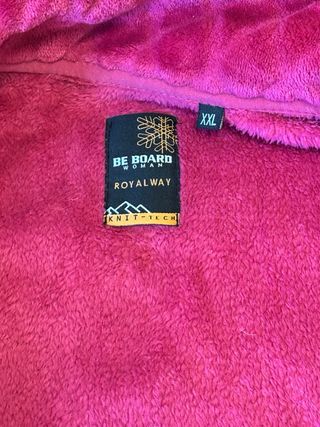 BE BOARD
WOMAN
ROYALWAY
KNIT-TECH
XXL